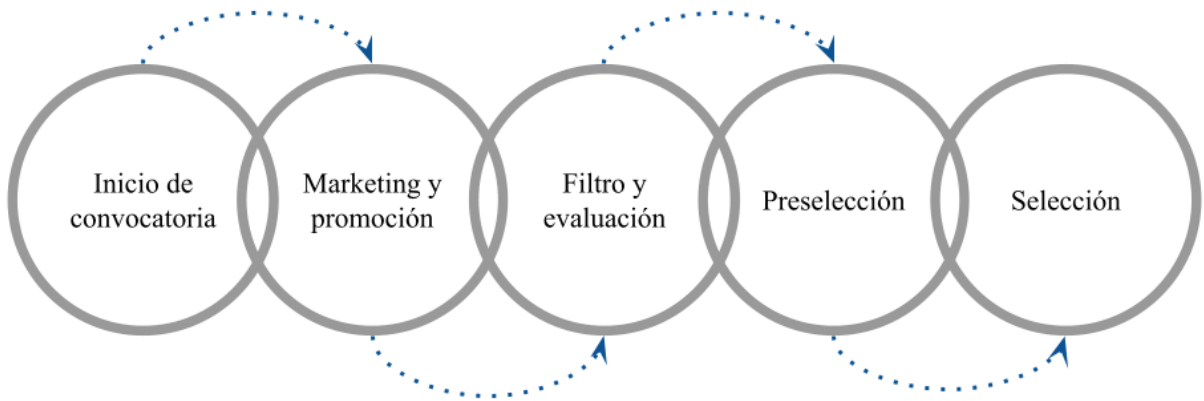 Inicio de
convocatoria
Marketing y
promoción
Filtro y
evaluación
Preselección
Selección